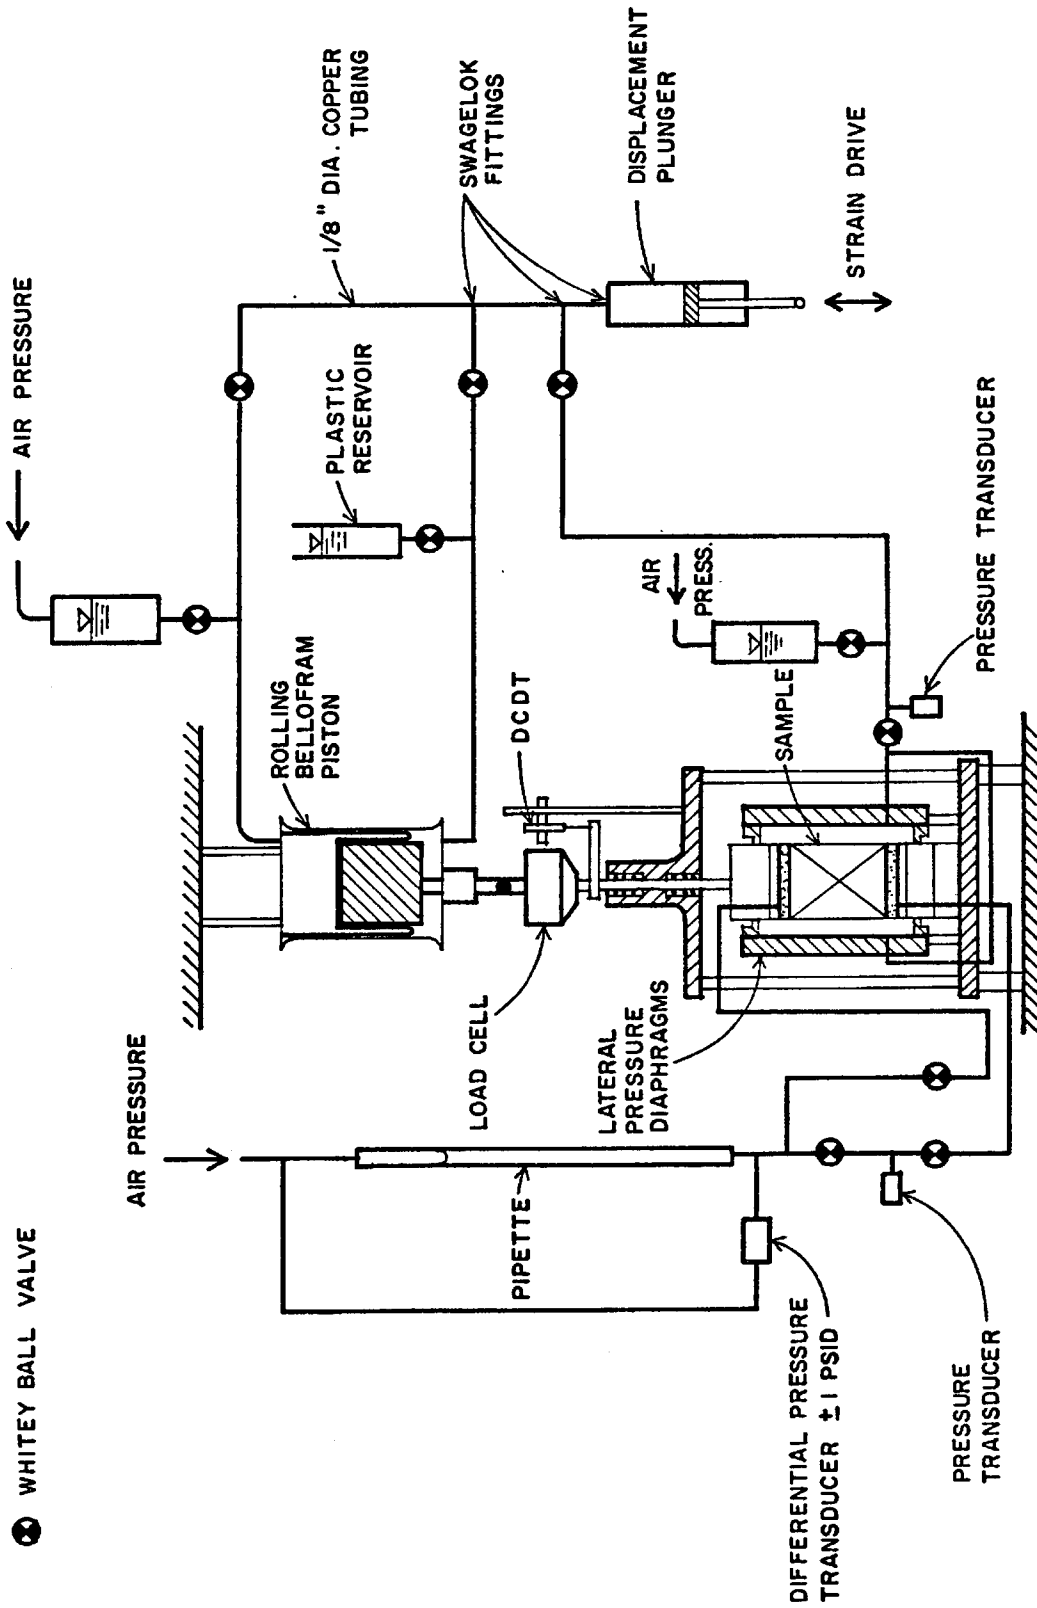 WHITEY BALL VALVE
AIR PRESSURE
AIR PRESSURE
1/8" DIA. COPPER
TUBING
ROLLING
BELLOFRAM
PISTON
PLASTIC
RESERVOIR
SWAGELOK
FITTINGS
LOAD CELL
DCDT
PIPETTE
AIR
PRESS.
DISPLACEMENT
PLUNGER
LATERAL
PRESSURE
DIAPHRAGMS
SAMPLE
STRAIN DRIVE
DIFFERENTIAL PRESSURE
TRANSDUCER ±1 PSID
PRESSURE
TRANSDUCER
PRESSURE TRANSDUCER